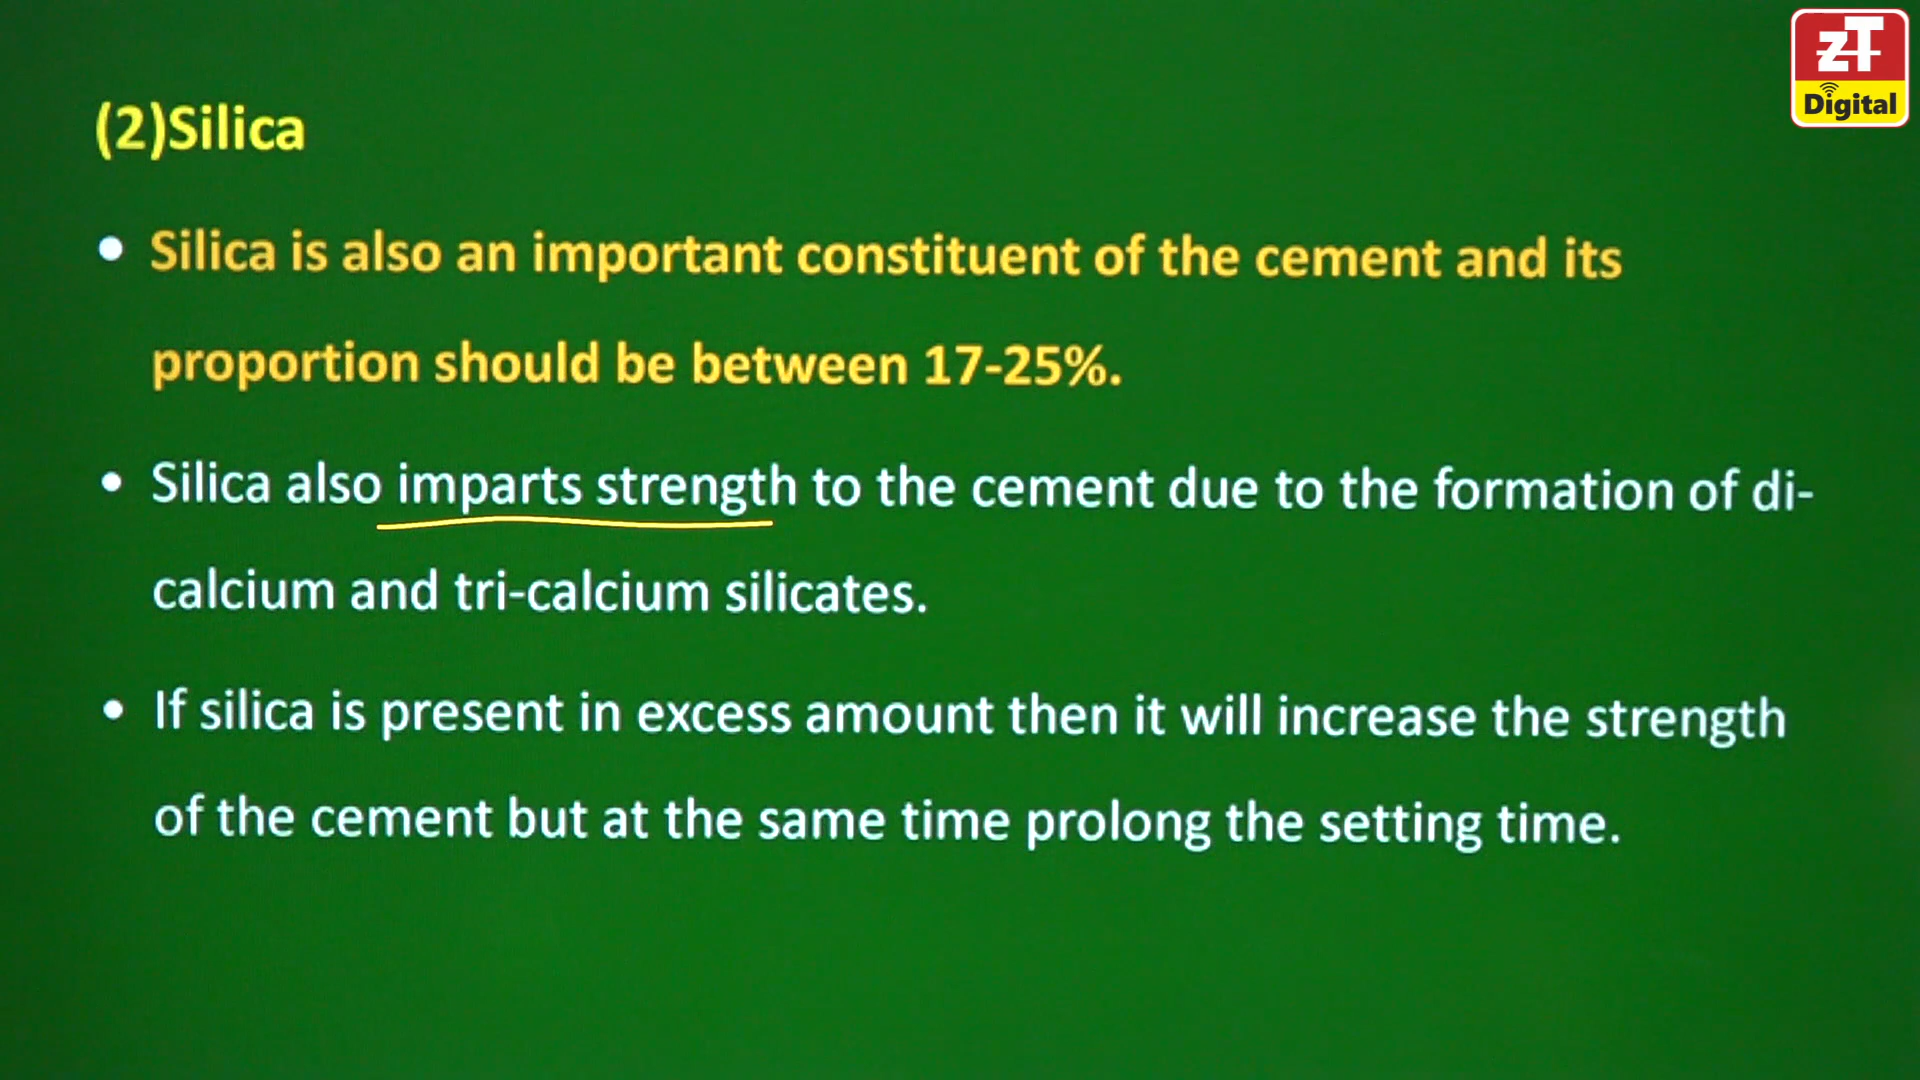 zT
Digital
(2)Silica
• Silica is also an important constituent of the cement and its
proportion should be between 17-25%.
• Silica also imparts strength to the cement due to the formation of di-
calcium and tri-calcium silicates.
• If silica is present in excess amount then it will increase the strength
of the cement but at the same time prolong the setting time.